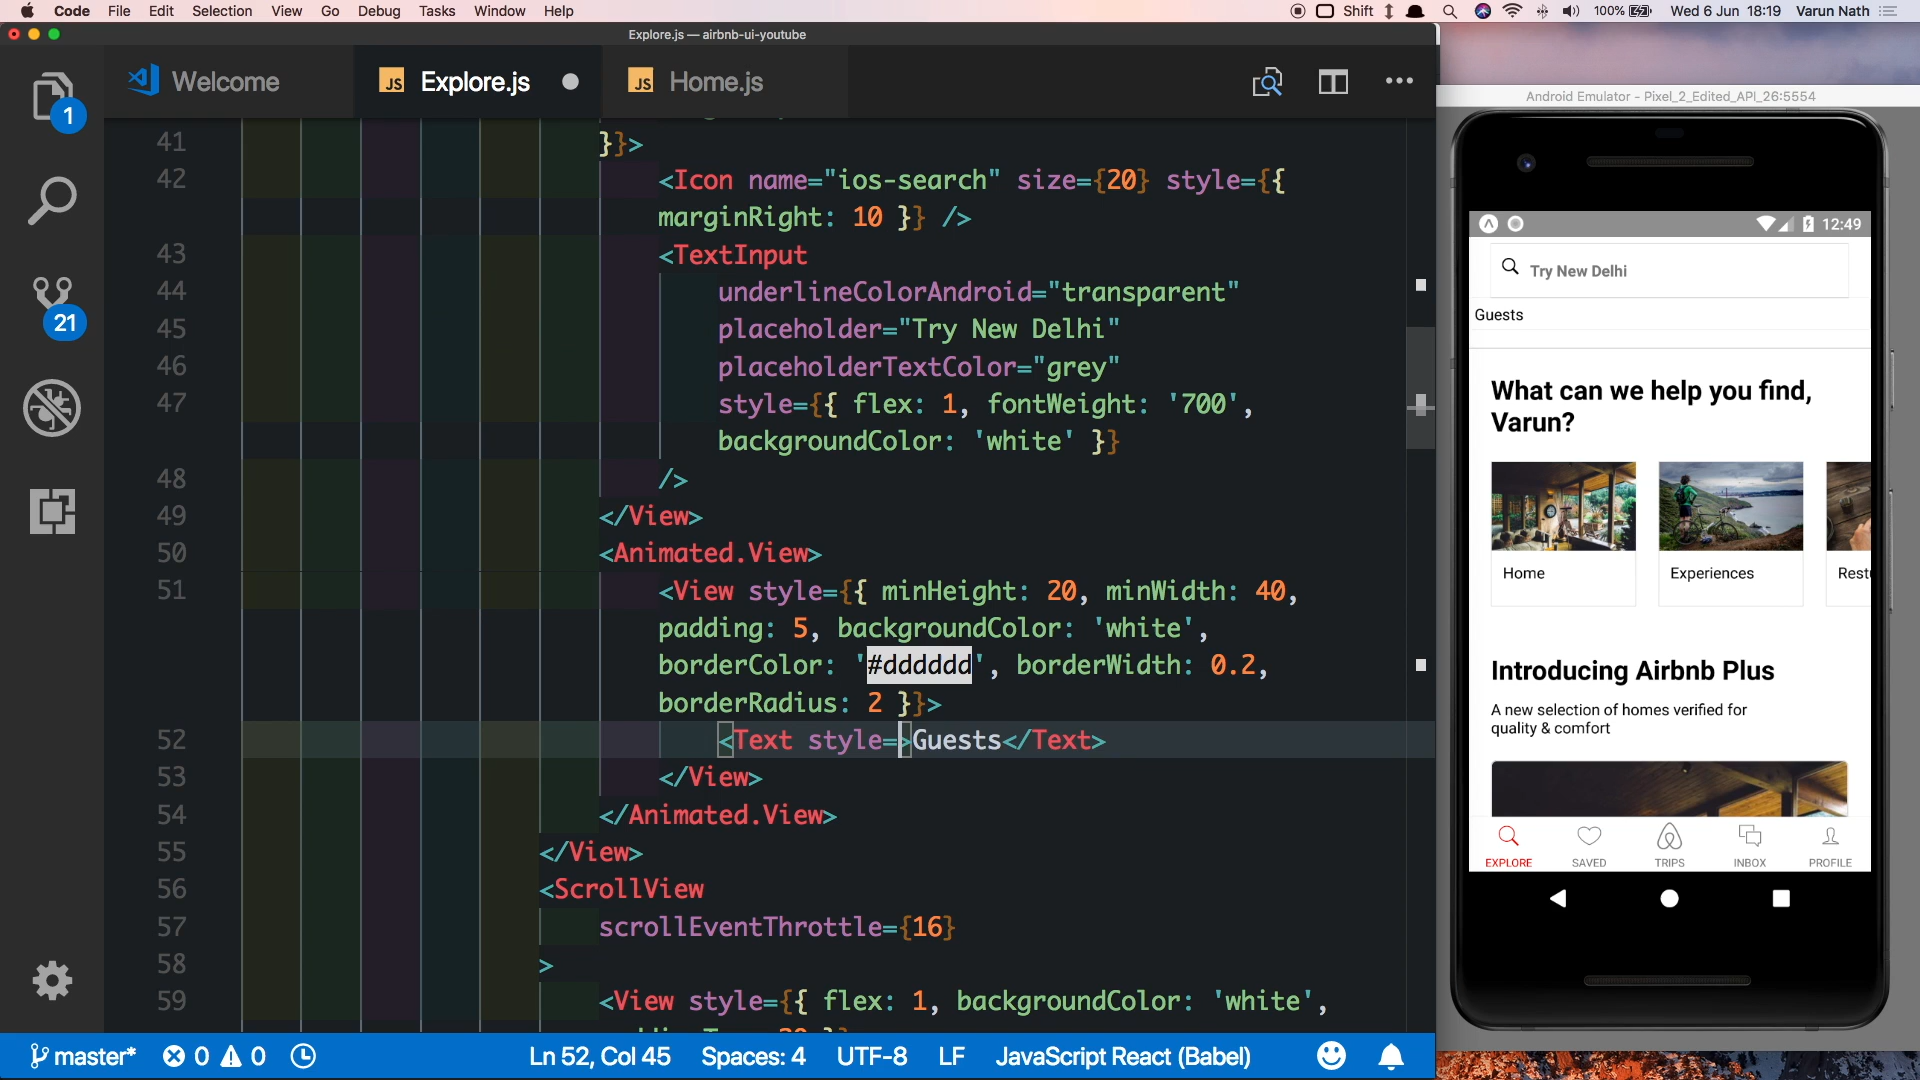 Code File Edit Selection View Go Debug Tasks Window Help
Shift 100% Wed 6 Jun 18:19 Varun Nath
Explore.js — airbnb-ui-youtube
Welcome
JS Explore.js
JS Home.js
1
21
41 }}>
42 <Icon name="ios-search" size={20} style={{
marginRight: 10 }} />
43 <TextInput
44 underlineColorAndroid="transparent"
45 placeholder="Try New Delhi"
46 placeholderTextColor="grey"
47 style={{ flex: 1, fontWeight: '700',
backgroundColor: 'white' }}
48 />
49 </View>
50 <Animated.View>
51 <View style={{ minHeight: 20, minWidth: 40,
padding: 5, backgroundColor: 'white',
borderColor: '#dddddd', borderWidth: 0.2,
borderRadius: 2 }}>
52 <Text style=>Guests</Text>
53 </View>
54 </Animated.View>
55 </View>
56 <ScrollView
57 scrollEventThrottle={16}
58 >
59 <View style={{ flex: 1, backgroundColor: 'white',
master* 0 0 Ln 52, Col 45 Spaces: 4 UTF-8 LF JavaScript React (Babel)
Android Emulator - Pixel_2_Edited_API_26:5554
12:49
Try New Delhi
Guests
What can we help you find,
Varun?
Home Experiences
Introducing Airbnb Plus
A new selection of homes verified for
quality & comfort
EXPLORE SAVED TRIPS INBOX PROFILE